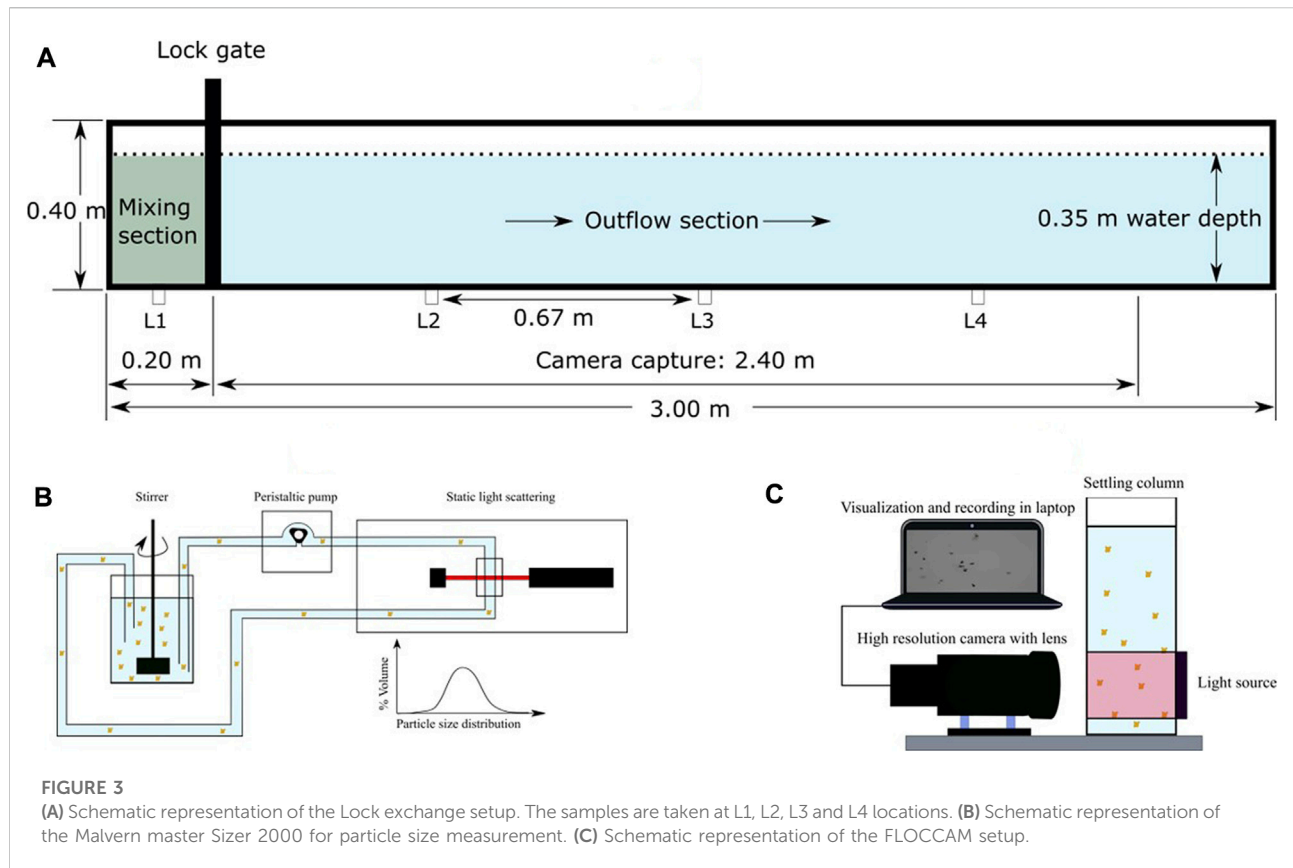 A
Lock gate
0.40 m
Mixing
section
Outflow section
0.35 m water depth
L1
L2
0.67 m
L3
L4
0.20 m
Camera capture: 2.40 m
3.00 m
B
Stirrer
Peristaltic pump
Static light scattering
% Volume
Particle size distribution
C
Settling column
Visualization and recording in laptop
High resolution camera with lens
Light source
FIGURE 3
(A) Schematic representation of the Lock exchange setup. The samples are taken at L1, L2, L3 and L4 locations. (B) Schematic representation of
the Malvern master Sizer 2000 for particle size measurement. (C) Schematic representation of the FLOCCAM setup.